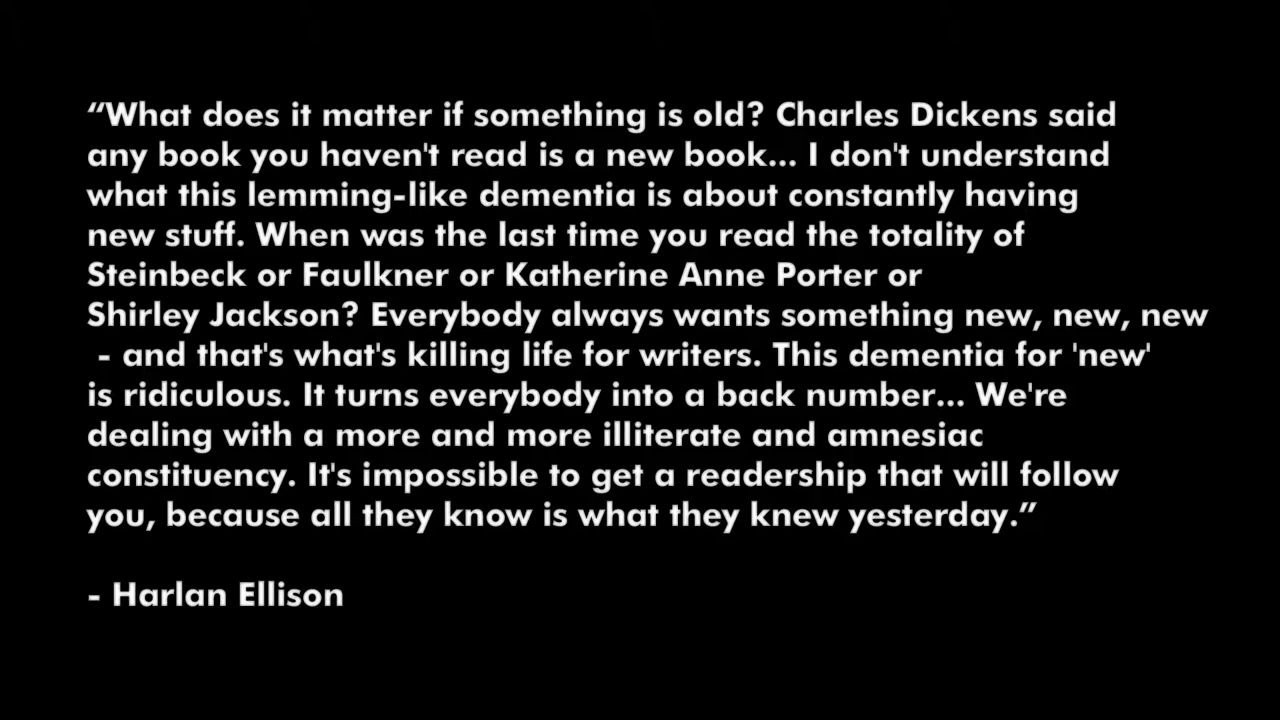 “What does it matter if something is old? Charles Dickens said
any book you haven't read is a new book... I don't understand
what this lemming-like dementia is about constantly having
new stuff. When was the last time you read the totality of
Steinbeck or Faulkner or Katherine Anne Porter or
Shirley Jackson? Everybody always wants something new, new, new
- and that's what's killing life for writers. This dementia for 'new'
is ridiculous. It turns everybody into a back number... We're
dealing with a more and more illiterate and amnesiac
constituency. It's impossible to get a readership that will follow
you, because all they know is what they knew yesterday.”
- Harlan Ellison